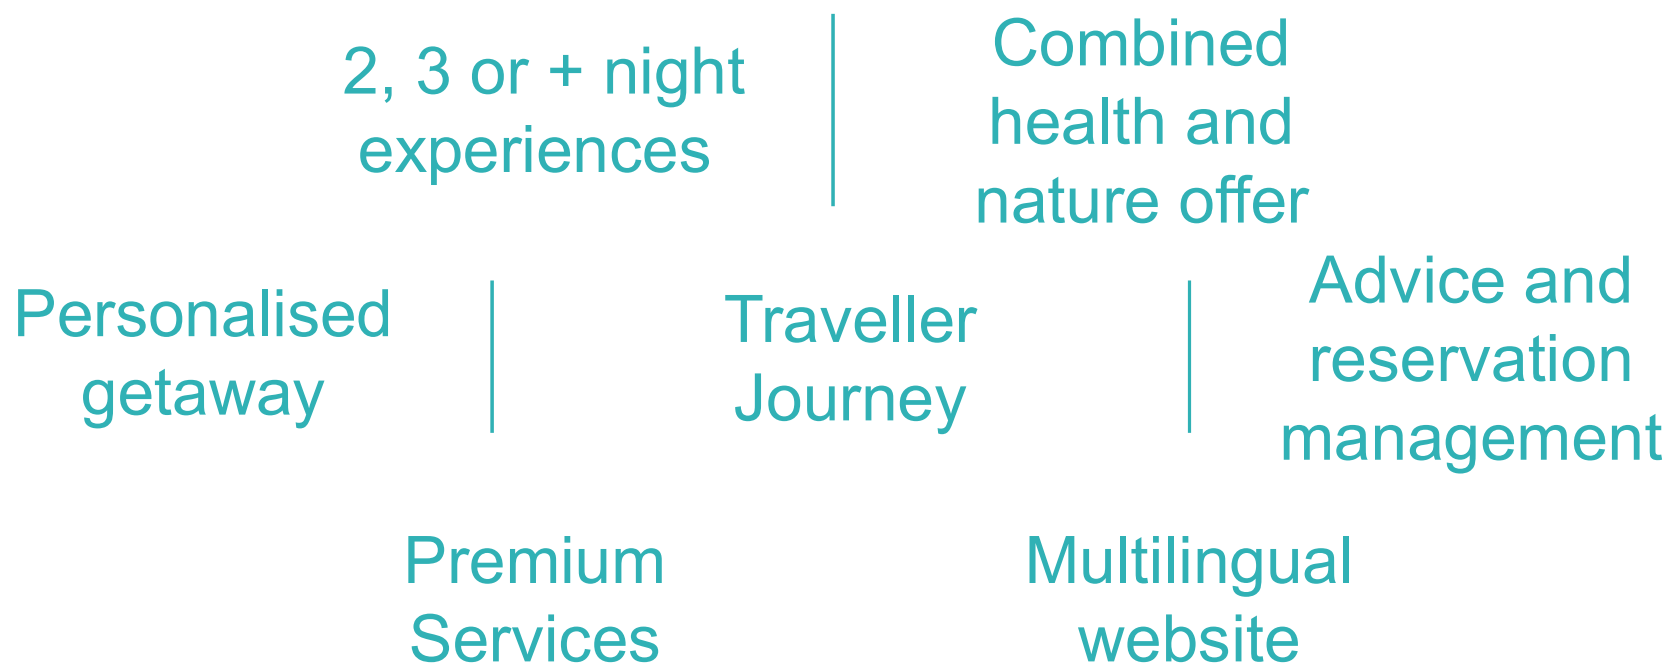 2, 3 or + night
experiences
Combined
health and
nature offer
Personalised
getaway
Traveller
Journey
Advice and
reservation
management
Premium
Services
Multilingual
website